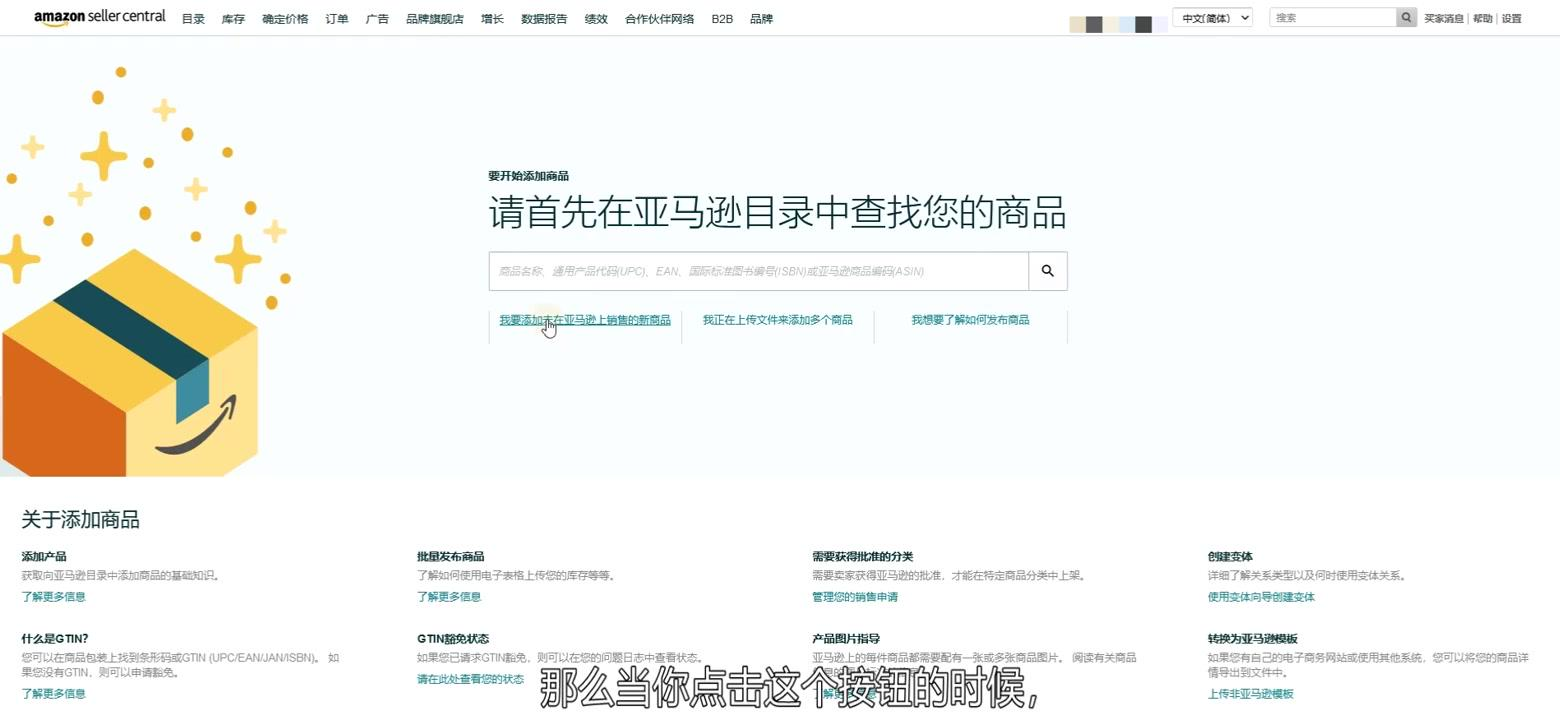 amazon seller central 目录 库存 确定价格 订单 广告 品牌旗舰店 增长 数据报告 绩效 合作伙伴网络 B2B 品牌 中文(简体) 搜索 买家消息 | 帮助 | 设置
要开始添加商品
请首先在亚马逊目录中查找您的商品
商品名称、通用产品代码(UPC)、EAN、国际标准图书编号(ISBN)或亚马逊商品编码(ASIN)
我要添加未在亚马逊上销售的新商品 我正在上传文件来添加多个商品 我想要了解如何发布商品
关于添加商品
添加产品
获取向亚马逊目录中添加商品的基础知识。
了解更多信息
批量发布商品
了解如何使用电子表格上传您的库存等等。
了解更多信息
需要获得批准的分类
需要卖家获得亚马逊的批准，才能在特定商品分类中上架。
管理您的销售申请
创建变体
详细了解关系类型以及何时使用变体关系。
使用变体向导创建变体
什么是GTIN？
您可以在商品包装上找到条形码或GTIN (UPC/EAN/JAN/ISBN)。 如
果您没有GTIN，则可以申请豁免。
了解更多信息
GTIN豁免状态
如果您已请求GTIN豁免，则可以在您的问题日志中查看状态。
请在此处查看您的状态
产品图片指导
亚马逊上的每件商品都需要配有一张或多张商品图片。 阅读有关商品
了解更多信息
转换为亚马逊模板
如果您有自己的电子商务网站或使用其他系统，您可以将您的商品详
情导出到文件中。
上传非亚马逊模板
那么当你点击这个按钮的时候，